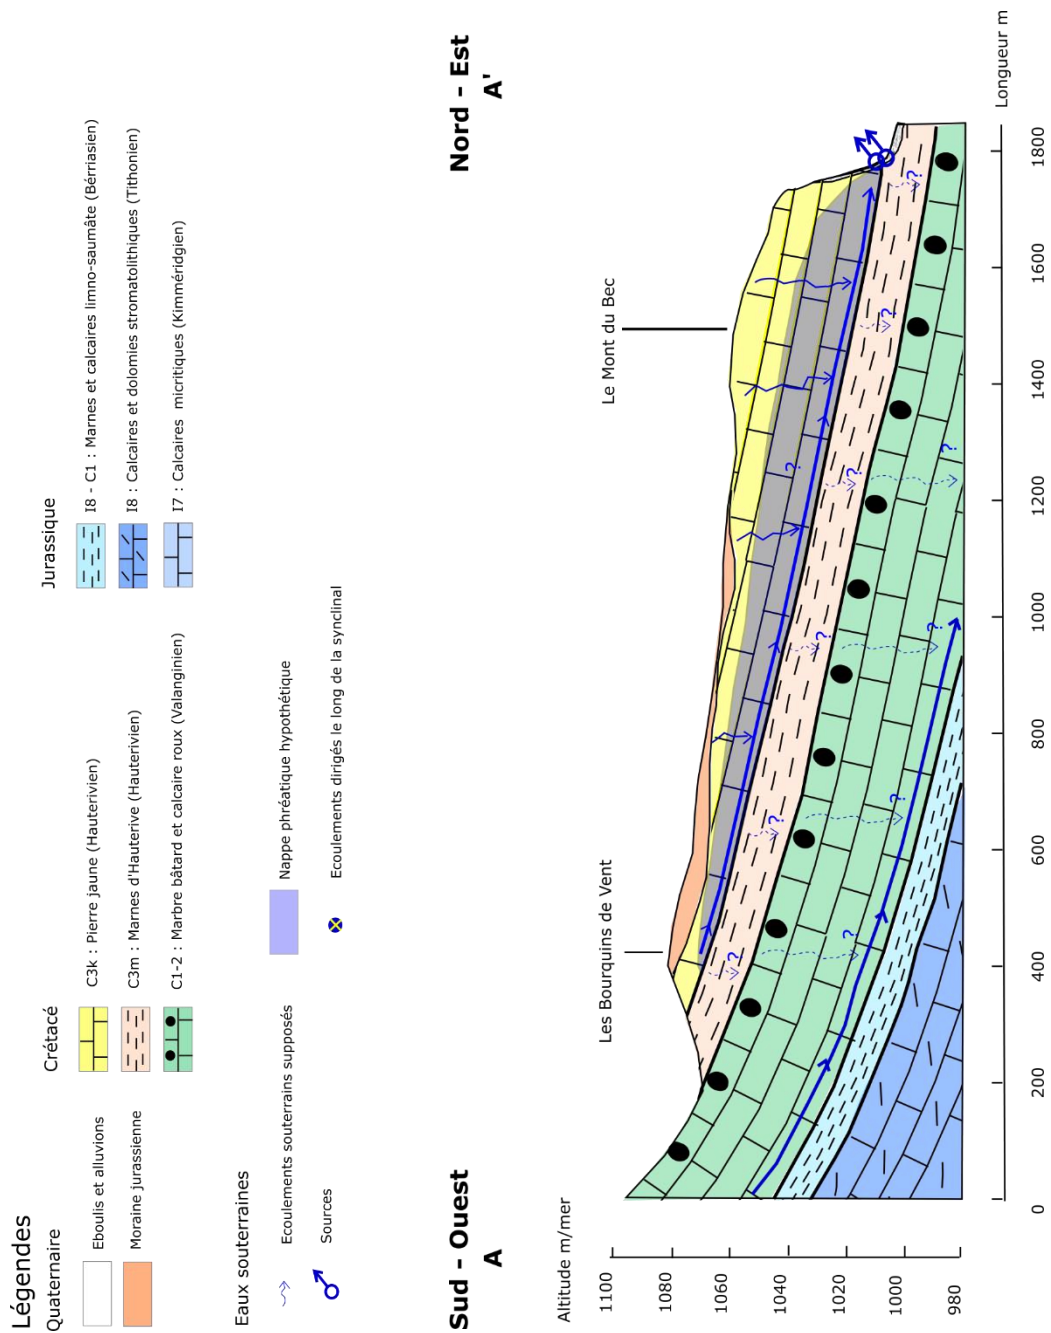 Légendes
Quaternaire
Eboulis et alluvions
Moraine jurassienne
Crétacé
C3k : Pierre jaune (Hauterivien)
C3m : Marnes d'Hauterive (Hauterivien)
C1-2 : Marbre bâtard et calcaire roux (Valanginien)
Jurassique
I8 - C1 : Marnes et calcaires limno-saumâte (Bérriasien)
I8 : Calcaires et dolomies stromatolithiques (Tithonien)
I7 : Calcaires micritiques (Kimméridgien)
Eaux souterraines
Ecoulements souterrains supposés
Sources
Nappe phréatique hypothétique
Ecoulements dirigés le long de la synclinal
Sud - Ouest
A
Nord - Est
A'
Altitude m/mer
1100
1080
1060
1040
1020
1000
980
Les Bourquins de Vent
Le Mont du Bec
? ? ? ? ? ? ?
? ? ? ? ?
0 200 400 600 800 1000 1200 1400 1600 1800
Longueur m